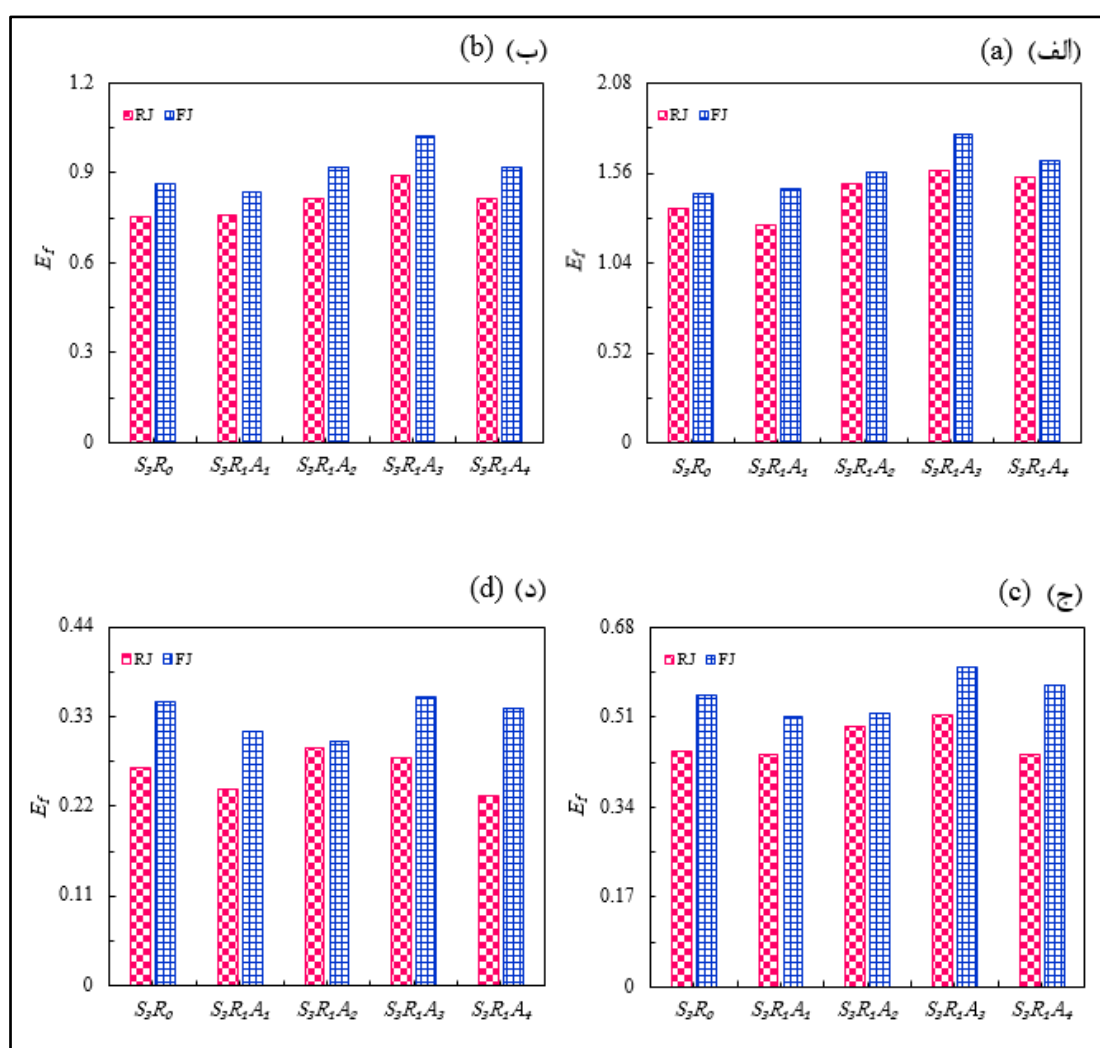 (a) (الف)
2.08
1.56
1.04
0.52
0
E_f
RJ FJ
S₃R₀ S₃R₁A₁ S₃R₁A₂ S₃R₁A₃ S₃R₁A₄
(b) (ب)
1.2
0.9
0.6
0.3
0
E_f
RJ FJ
S₃R₀ S₃R₁A₁ S₃R₁A₂ S₃R₁A₃ S₃R₁A₄
(c) (ج)
0.68
0.51
0.34
0.17
0
E_f
RJ FJ
S₃R₀ S₃R₁A₁ S₃R₁A₂ S₃R₁A₃ S₃R₁A₄
(d) (د)
0.44
0.33
0.22
0.11
0
E_f
RJ FJ
S₃R₀ S₃R₁A₁ S₃R₁A₂ S₃R₁A₃ S₃R₁A₄